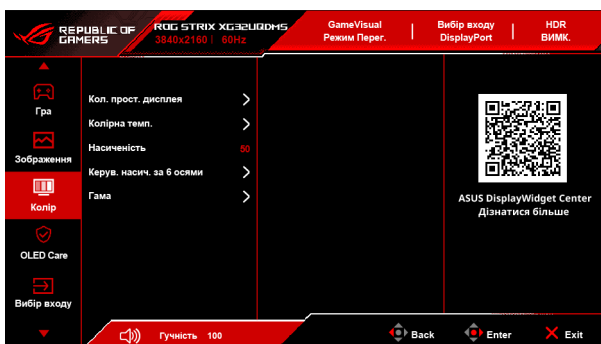 REPUBLIC OF GAMERS
ROG STRIX XG32UQDMS
3840x2160 | 60Hz
GameVisual
Режим Перег.
Вибір входу
DisplayPort
HDR
ВИМК.
Гра
Зображення
Колір
OLED Care
Вибір входу
Кол. прост. дисплея
Колірна темп.
Насиченість 50
Керув. насич. за 6 осями
Гама
ASUS DisplayWidget Center
Дізнатися більше
Гучність 100
Back
Enter
Exit